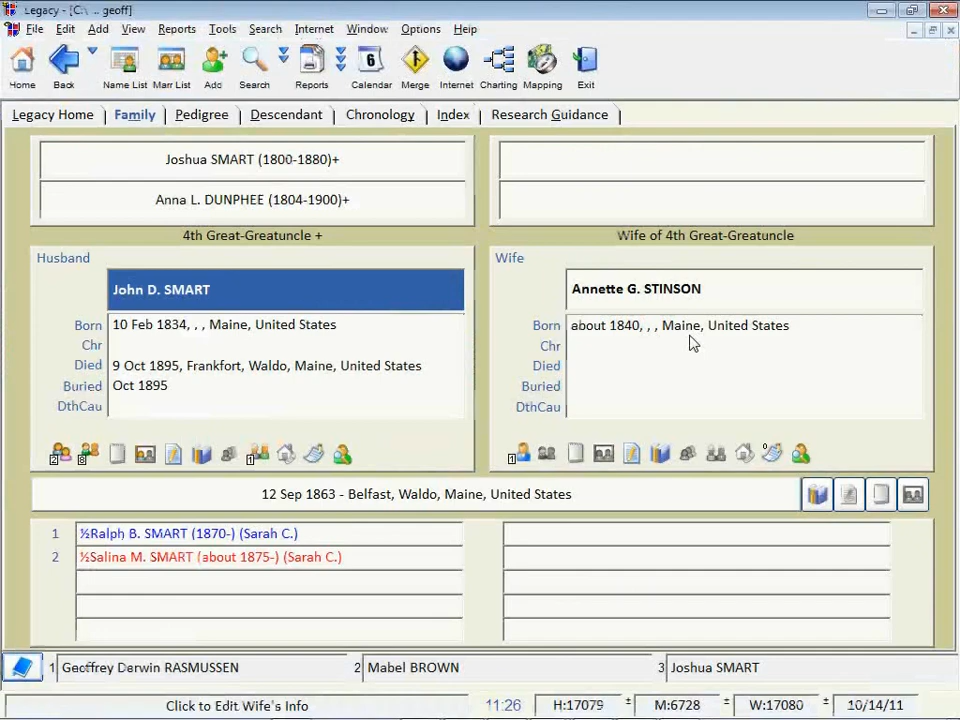 Legacy - [C:\ .. geoff]
File Edit Add View Reports Tools Search Internet Window Options Help
6
Home Back Name List Marr List Add Search Reports Calendar Merge Internet Charting Mapping Exit
Legacy Home Family Pedigree Descendant Chronology Index Research Guidance
Joshua SMART (1800-1880)+
Anna L. DUNPHEE (1804-1900)+
4th Great-Greatuncle + Wife of 4th Great-Greatuncle
Husband Wife
John D. SMART Annette G. STINSON
Born 10 Feb 1834, , , Maine, United States Born about 1840, , , Maine, United States
Chr Chr
Died 9 Oct 1895, Frankfort, Waldo, Maine, United States Died
Buried Oct 1895 Buried
DthCau DthCau
2 8 1 1 0
12 Sep 1863 - Belfast, Waldo, Maine, United States
1 ½Ralph B. SMART (1870-) (Sarah C.)
2 ½Salina M. SMART (about 1875-) (Sarah C.)
1 Geoffrey Derwin RASMUSSEN 2 Mabel BROWN 3 Joshua SMART
Click to Edit Wife's Info 11:26 H:17079 ± M:6728 ± W:17080 ± 10/14/11